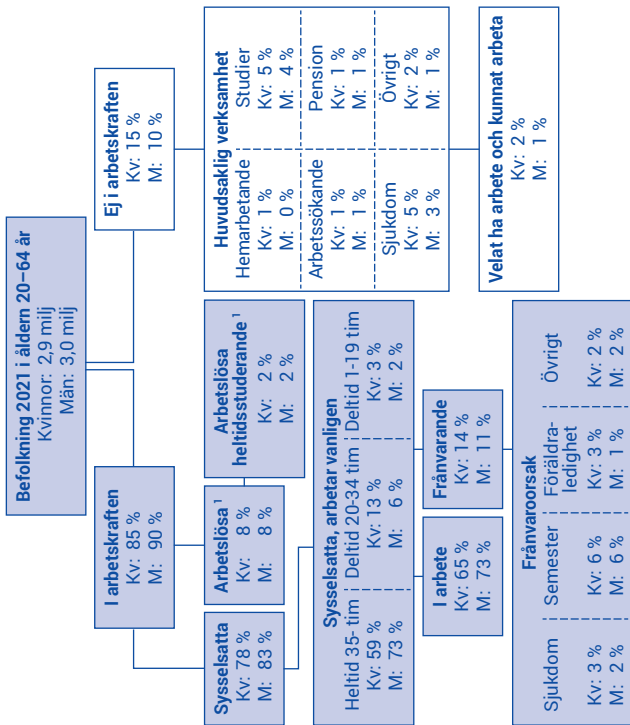 Befolkning 2021 i åldern 20–64 år
Kvinnor: 2,9 milj
Män: 3,0 milj
I arbetskraften
Kv: 85 %
M: 90 %
Ej i arbetskraften
Kv: 15 %
M: 10 %
Sysselsatta
Kv: 78 %
M: 83 %
Arbetslösa ¹
Kv: 8 %
M: 8 %
Arbetslösa
heltidsstuderande ¹
Kv: 2 %
M: 2 %
Huvudsaklig verksamhet
Hemarbetande
Kv: 1 %
M: 0 %
Studier
Kv: 5 %
M: 4 %
Arbetssökande
Kv: 1 %
M: 1 %
Pension
Kv: 1 %
M: 1 %
Sjukdom
Kv: 5 %
M: 3 %
Övrigt
Kv: 2 %
M: 1 %
Sysselsatta, arbetar vanligen
Heltid 35- tim
Kv: 59 %
M: 73 %
Deltid 20-34 tim
Kv: 13 %
M: 6 %
Deltid 1-19 tim
Kv: 3 %
M: 2 %
I arbete
Kv: 65 %
M: 73 %
Frånvarande
Kv: 14 %
M: 11 %
Velat ha arbete och kunnat arbeta
Kv: 2 %
M: 1 %
Frånvaroorsak
Sjukdom
Kv: 3 %
M: 2 %
Semester
Kv: 6 %
M: 6 %
Föräldra-
ledighet
Kv: 3 %
M: 1 %
Övrigt
Kv: 2 %
M: 2 %